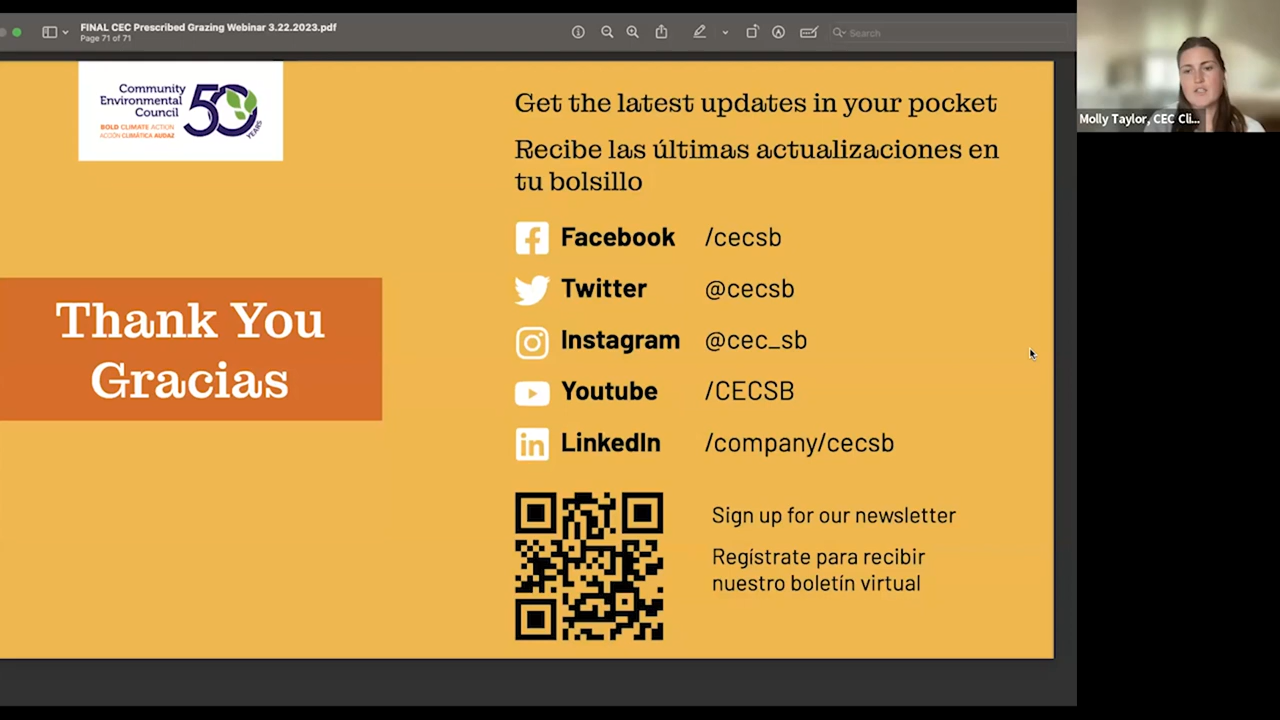 FINAL CEC Prescribed Grazing Webinar 3.22.2023.pdf
Page 71 of 71
Search
Molly Taylor, CEC Cli...
Community
Environmental
Council
50
YEARS
BOLD CLIMATE ACTION
ACCIÓN CLIMÁTICA AUDAZ
Thank You
Gracias
Get the latest updates in your pocket
Recibe las últimas actualizaciones en
tu bolsillo
Facebook /cecsb
Twitter @cecsb
Instagram @cec_sb
Youtube /CECSB
LinkedIn /company/cecsb
Sign up for our newsletter
Regístrate para recibir
nuestro boletín virtual